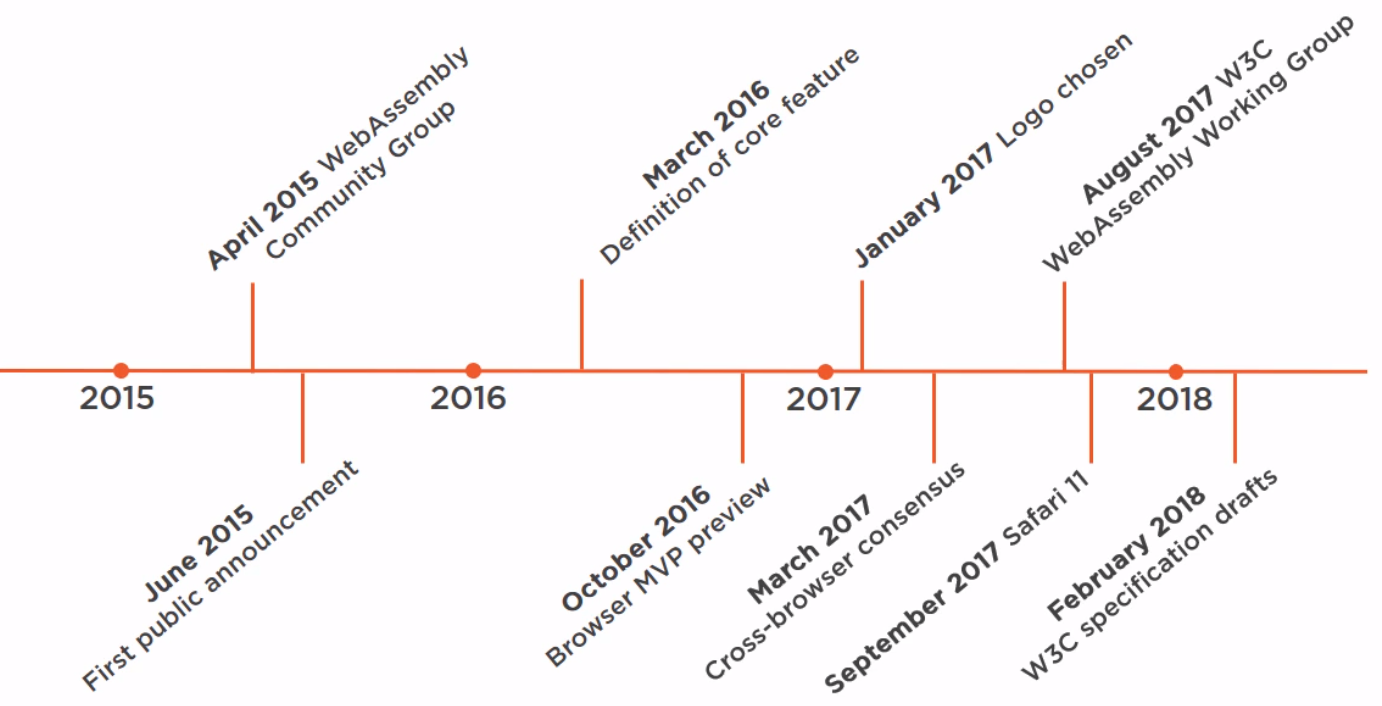 April 2015 WebAssembly
Community Group
March 2016
Definition of core feature
January 2017 Logo chosen
August 2017 W3C
WebAssembly Working Group
2015
2016
2017
2018
June 2015
First public announcement
October 2016
Browser MVP preview
March 2017
Cross-browser consensus
September 2017 Safari 11
February 2018
W3C specification drafts